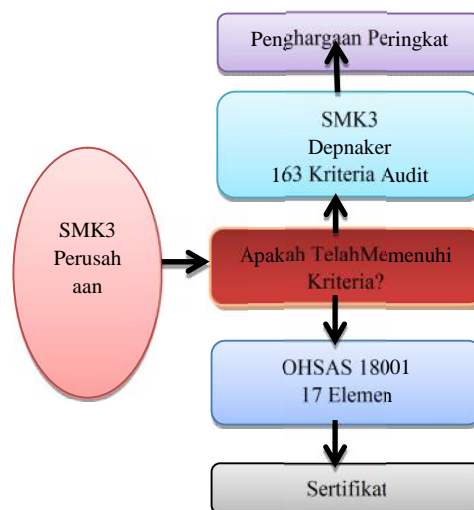 Penghargaan Peringkat
SMK3
Depnaker
163 Kriteria Audit
SMK3
Perusah
aan
Apakah TelahMemenuhi
Kriteria?
OHSAS 18001
17 Elemen
Sertifikat